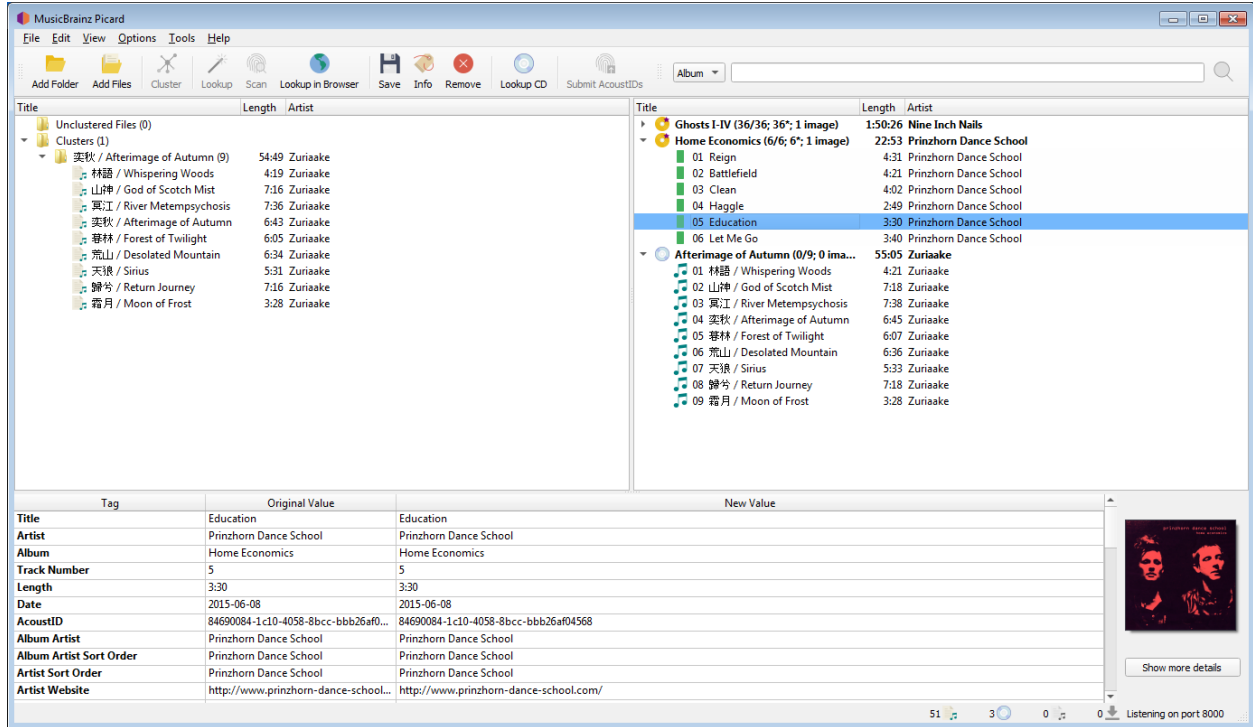 MusicBrainz Picard
File Edit View Options Tools Help
Add Folder Add Files Cluster Lookup Scan Lookup in Browser Save Info Remove Lookup CD Submit AcoustIDs Album
Title Length Artist
Unclustered Files (0)
Clusters (1)
奕秋 / Afterimage of Autumn (9) 54:49 Zuriaake
林語 / Whispering Woods 4:19 Zuriaake
山神 / God of Scotch Mist 7:16 Zuriaake
冥江 / River Metempsychosis 7:36 Zuriaake
奕秋 / Afterimage of Autumn 6:43 Zuriaake
暮林 / Forest of Twilight 6:05 Zuriaake
荒山 / Desolated Mountain 6:34 Zuriaake
天狼 / Sirius 5:31 Zuriaake
歸兮 / Return Journey 7:16 Zuriaake
霜月 / Moon of Frost 3:28 Zuriaake
Title Length Artist
Ghosts I-IV (36/36; 36*; 1 image) 1:50:26 Nine Inch Nails
Home Economics (6/6; 6*; 1 image) 22:53 Prinzhorn Dance School
01 Reign 4:31 Prinzhorn Dance School
02 Battlefield 4:21 Prinzhorn Dance School
03 Clean 4:02 Prinzhorn Dance School
04 Haggle 2:49 Prinzhorn Dance School
05 Education 3:30 Prinzhorn Dance School
06 Let Me Go 3:40 Prinzhorn Dance School
Afterimage of Autumn (0/9; 0 ima... 55:05 Zuriaake
01 林語 / Whispering Woods 4:21 Zuriaake
02 山神 / God of Scotch Mist 7:18 Zuriaake
03 冥江 / River Metempsychosis 7:38 Zuriaake
04 奕秋 / Afterimage of Autumn 6:45 Zuriaake
05 暮林 / Forest of Twilight 6:07 Zuriaake
06 荒山 / Desolated Mountain 6:36 Zuriaake
07 天狼 / Sirius 5:33 Zuriaake
08 歸兮 / Return Journey 7:18 Zuriaake
09 霜月 / Moon of Frost 3:28 Zuriaake
Tag Original Value New Value
Title Education Education
Artist Prinzhorn Dance School Prinzhorn Dance School
Album Home Economics Home Economics
Track Number 5 5
Length 3:30 3:30
Date 2015-06-08 2015-06-08
AcoustID 84690084-1c10-4058-8bcc-bbb26af0... 84690084-1c10-4058-8bcc-bbb26af04568
Album Artist Prinzhorn Dance School Prinzhorn Dance School
Album Artist Sort Order Prinzhorn Dance School Prinzhorn Dance School
Artist Sort Order Prinzhorn Dance School Prinzhorn Dance School
Artist Website http://www.prinzhorn-dance-school... http://www.prinzhorn-dance-school.com/
prinzhorn dance school
home economics
Show more details
51 3 0 0 Listening on port 8000